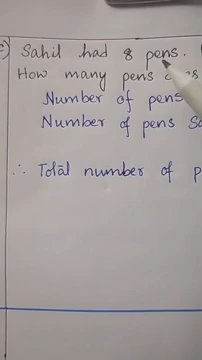 c) Sahil had 8 pens.
How many pens
Number of pens
Number of pens
∴ Total number of